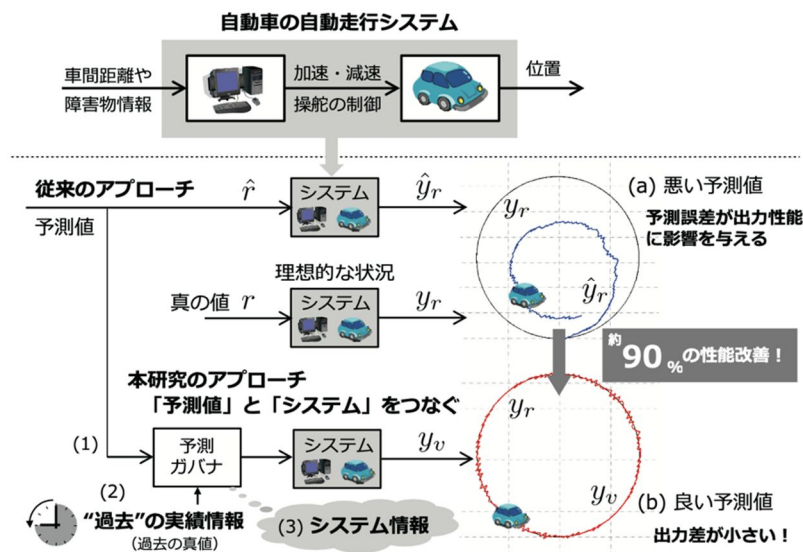 自動車の自動走行システム
車間距離や
障害物情報
加速・減速
操舵の制御
位置
従来のアプローチ
予測値
r̂
システム
ŷ_r
y_r
ŷ_r
(a) 悪い予測値
予測誤差が出力性能
に影響を与える
理想的な状況
真の値 r
システム
y_r
約90%の性能改善！
本研究のアプローチ
「予測値」と「システム」をつなぐ
(1)
予測
ガバナ
システム
y_v
y_r
y_v
(2)
“過去”の実績情報
(過去の真値)
(3) システム情報
(b) 良い予測値
出力差が小さい！